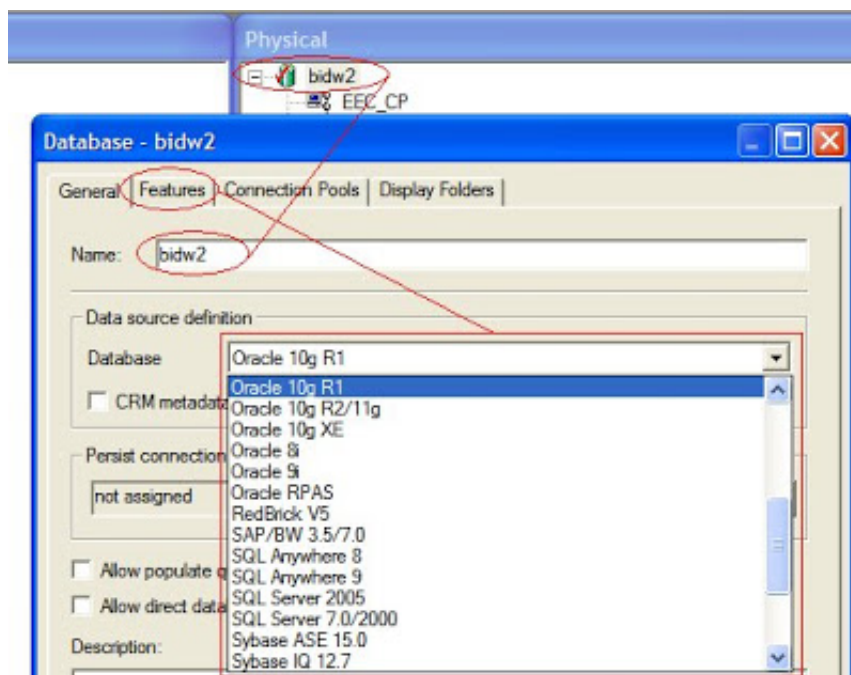 Physical
bidw2
EEC_CP
Database - bidw2
General Features Connection Pools Display Folders
Name: bidw2
Data source definition
Database Oracle 10g R1
Oracle 10g R1
CRM metadata
Oracle 10g R2/11g
Oracle 10g XE
Oracle 8i
Persist connection
Oracle 9i
not assigned
Oracle RPAS
RedBrick V5
SAP/BW 3.5/7.0
SQL Anywhere 8
Allow populate q
SQL Anywhere 9
SQL Server 2005
Allow direct data
SQL Server 7.0/2000
Description:
Sybase ASE 15.0
Sybase IQ 12.7